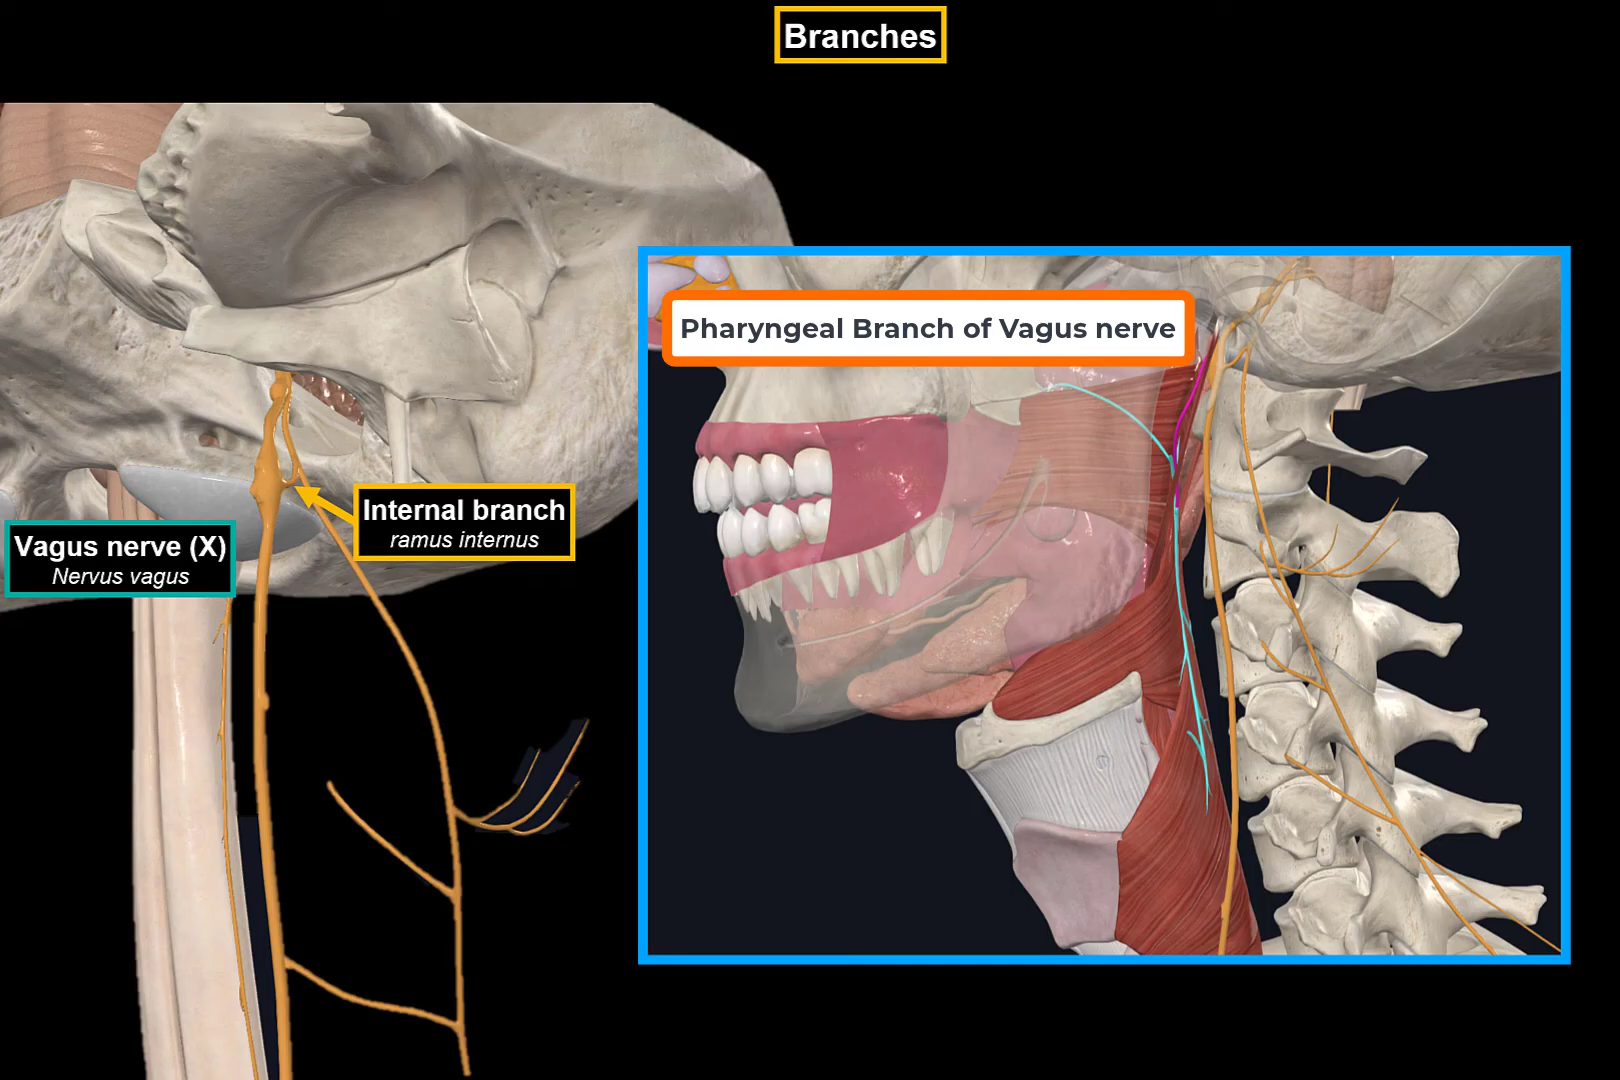 Branches
Pharyngeal Branch of Vagus nerve
Internal branch
ramus internus
Vagus nerve (X)
Nervus vagus